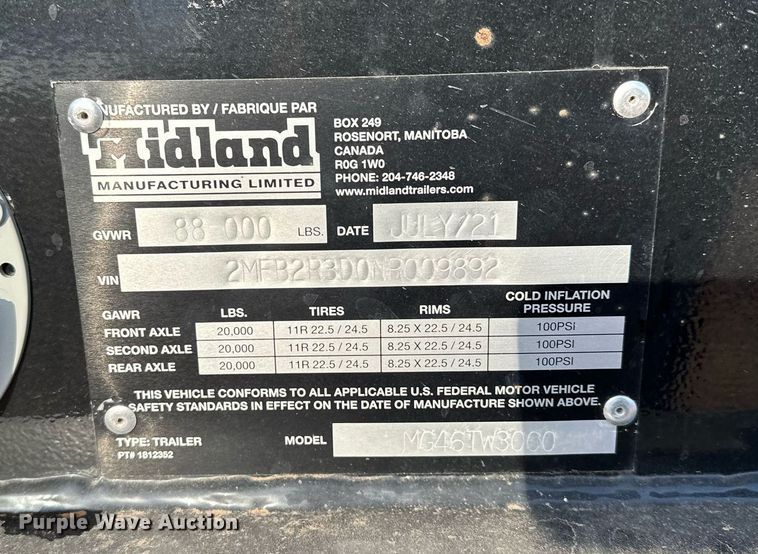 MANUFACTURED BY / FABRIQUE PAR
Midland
MANUFACTURING LIMITED
BOX 249
ROSENORT, MANITOBA
CANADA
R0G 1W0
PHONE: 204-746-2348
www.midlandtrailers.com
GVWR 88 000 LBS. DATE JULY/21
VIN 2MFB2R3D0NR009892
GAWR LBS. TIRES RIMS COLD INFLATION PRESSURE
FRONT AXLE 20,000 11R 22.5 / 24.5 8.25 X 22.5 / 24.5 100PSI
SECOND AXLE 20,000 11R 22.5 / 24.5 8.25 X 22.5 / 24.5 100PSI
REAR AXLE 20,000 11R 22.5 / 24.5 8.25 X 22.5 / 24.5 100PSI
THIS VEHICLE CONFORMS TO ALL APPLICABLE U.S. FEDERAL MOTOR VEHICLE
SAFETY STANDARDS IN EFFECT ON THE DATE OF MANUFACTURE SHOWN ABOVE.
TYPE: TRAILER MODEL
PT# 1812352
Purple Wave Auction